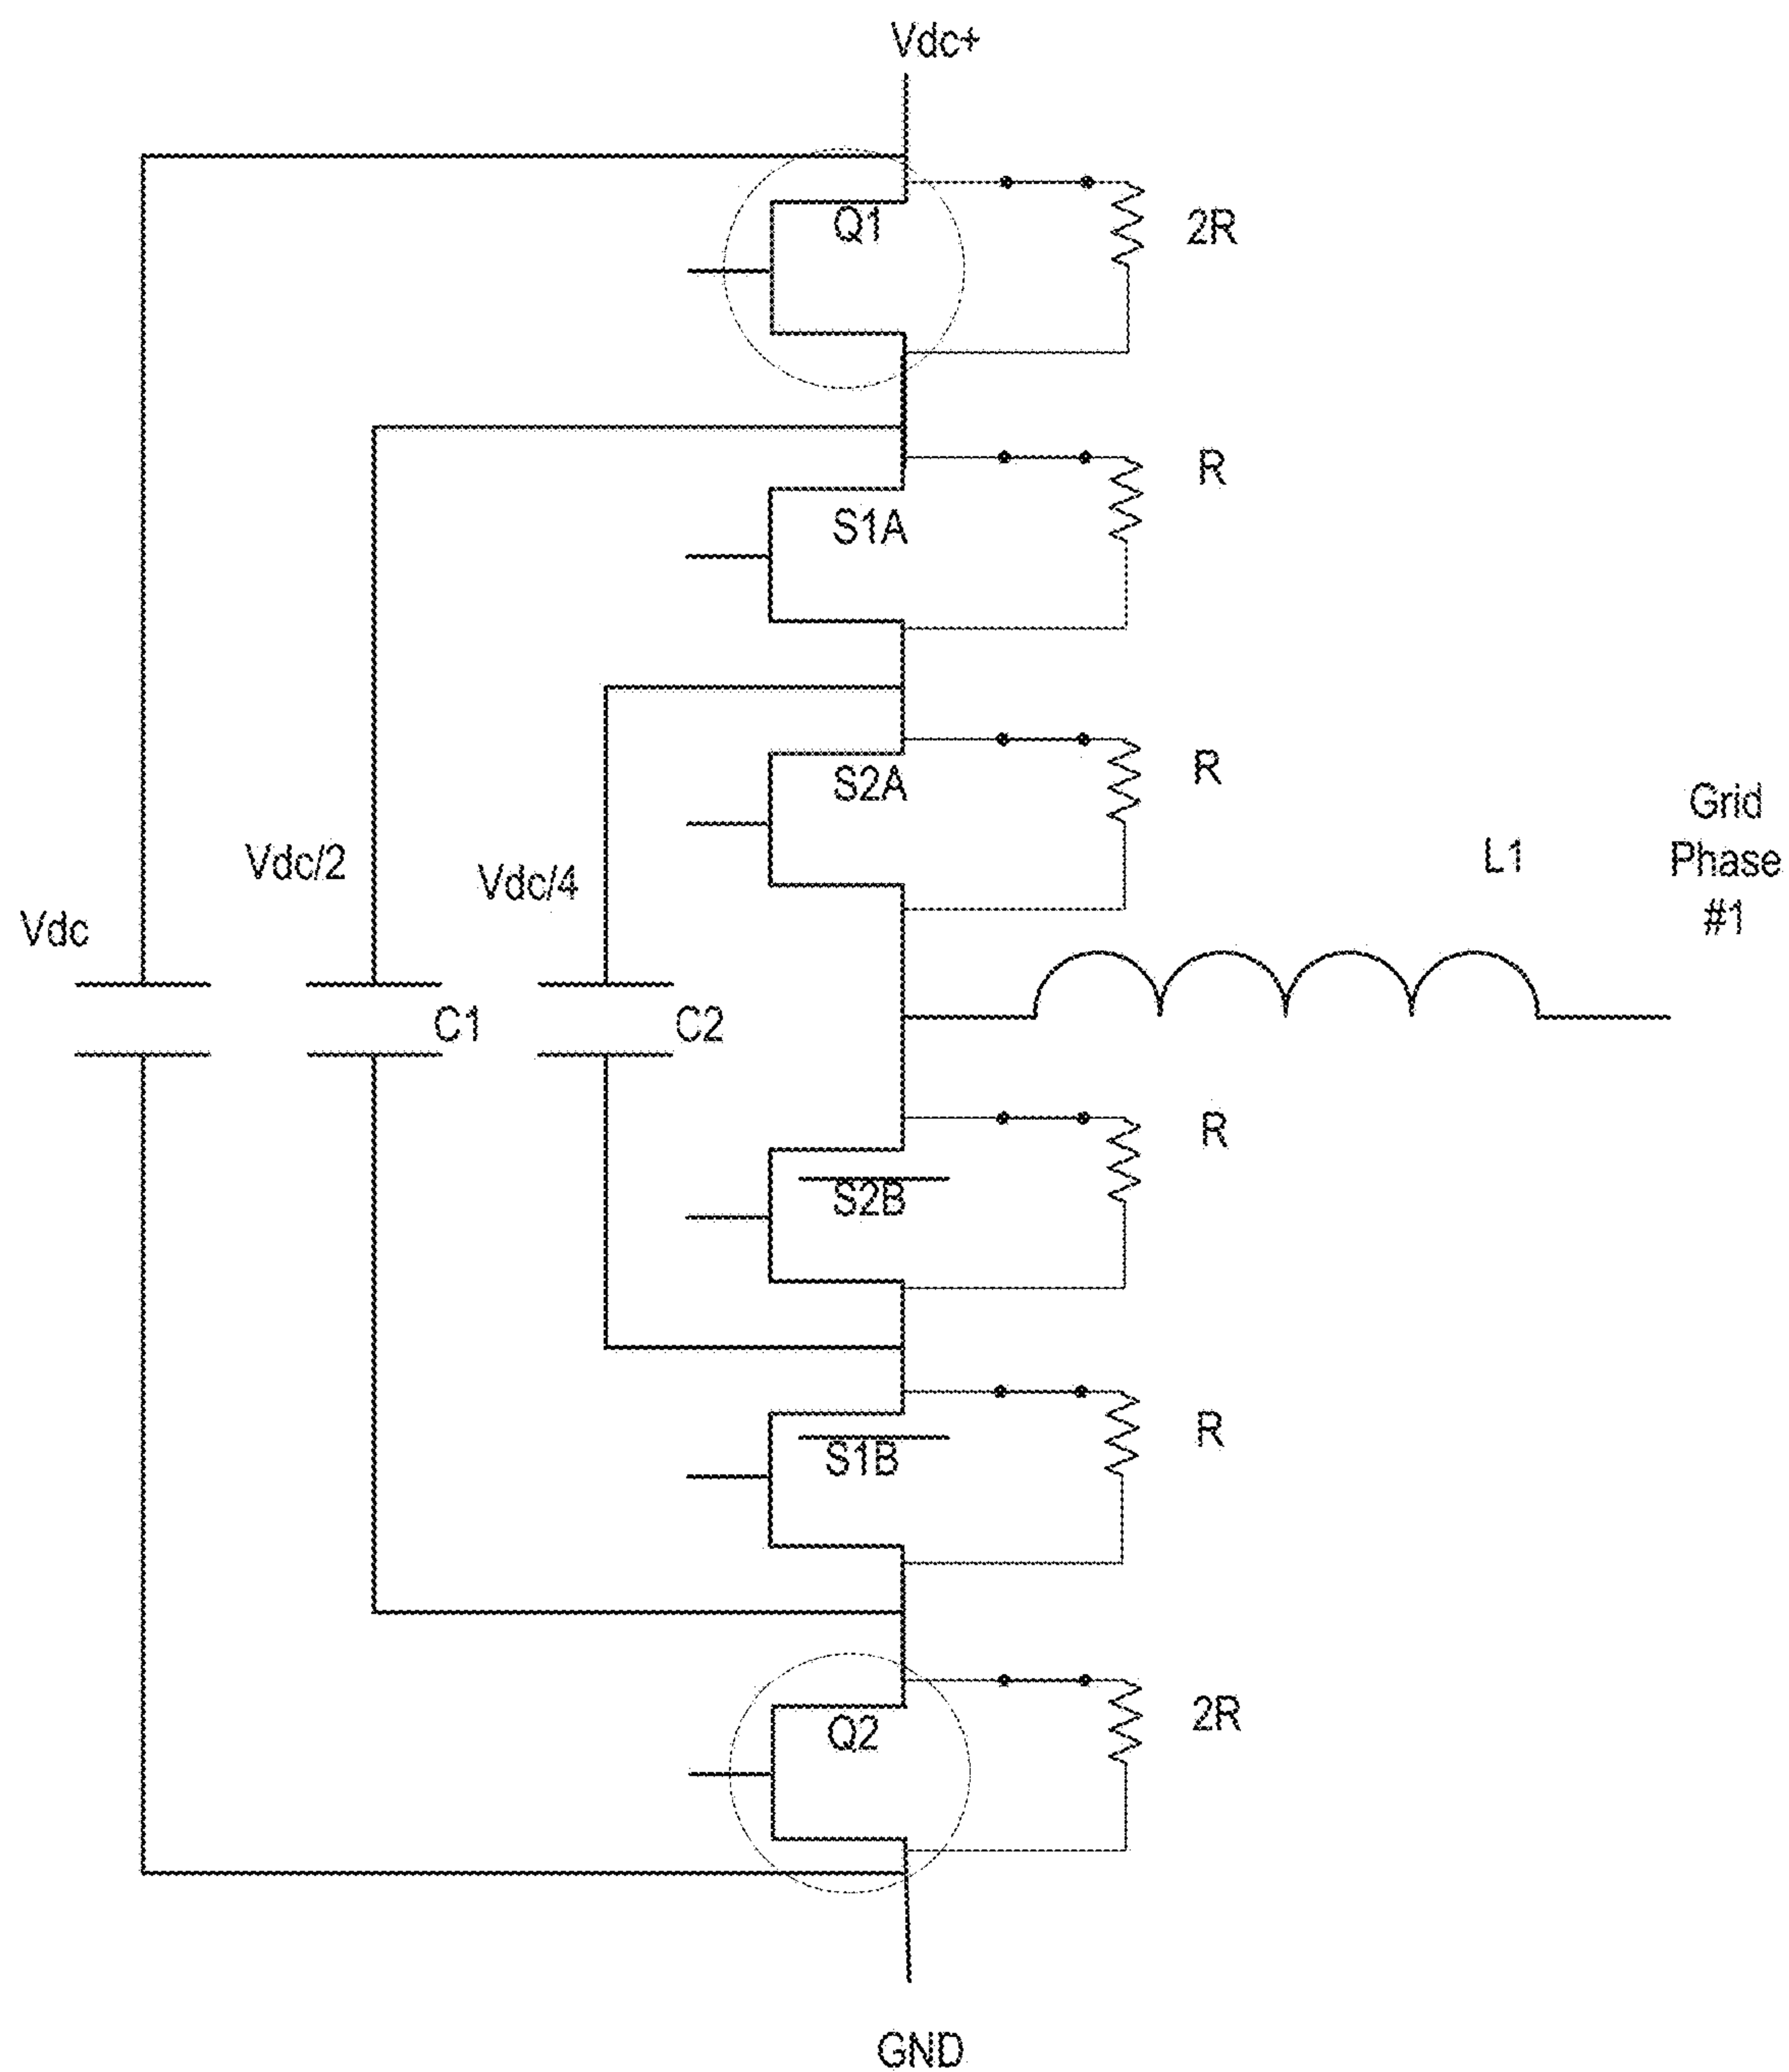 Vdc+
Q1
2R
R
S1A
R
S2A
Grid
Phase
#1
L1
Vdc/2
Vdc/4
Vdc
C1
C2
R
S2B
R
S1B
2R
Q2
GND